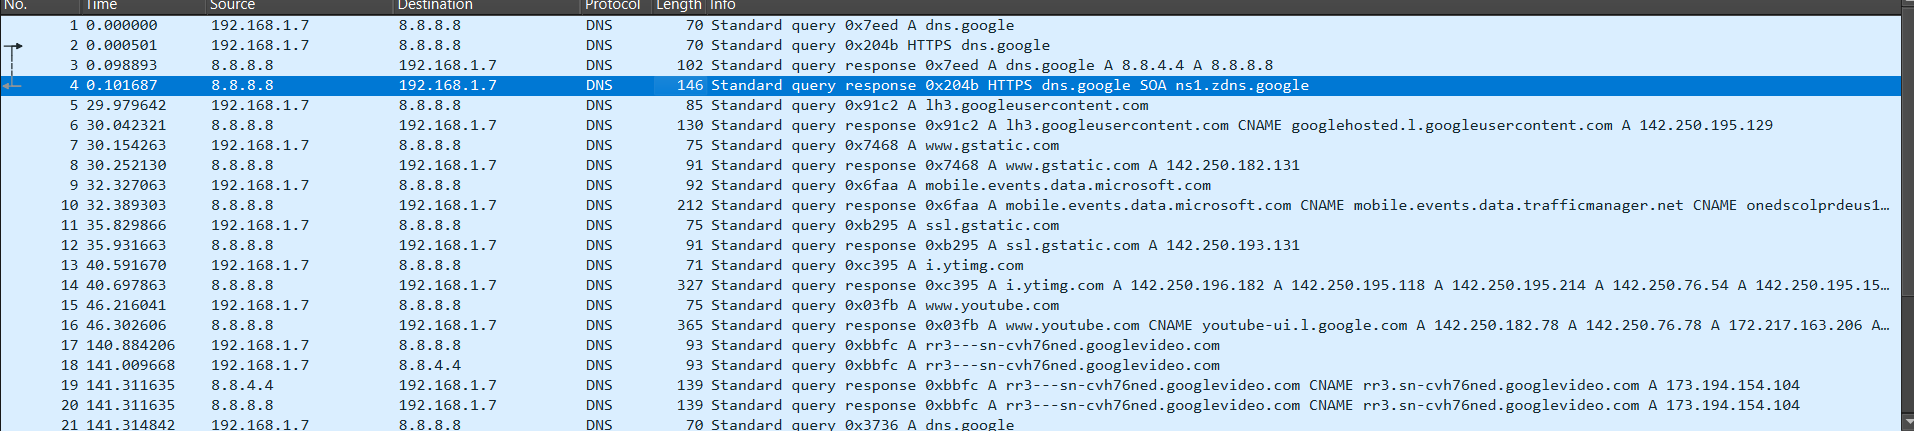 No. Time Source Destination Protocol Length Info
1 0.000000 192.168.1.7 8.8.8.8 DNS 70 Standard query 0x7eed A dns.google
2 0.000501 192.168.1.7 8.8.8.8 DNS 70 Standard query 0x204b HTTPS dns.google
3 0.098893 8.8.8.8 192.168.1.7 DNS 102 Standard query response 0x7eed A dns.google A 8.8.4.4 A 8.8.8.8
4 0.101687 8.8.8.8 192.168.1.7 DNS 146 Standard query response 0x204b HTTPS dns.google SOA ns1.zdns.google
5 29.979642 192.168.1.7 8.8.8.8 DNS 85 Standard query 0x91c2 A lh3.googleusercontent.com
6 30.042321 8.8.8.8 192.168.1.7 DNS 130 Standard query response 0x91c2 A lh3.googleusercontent.com CNAME googlehosted.l.googleusercontent.com A 142.250.195.129
7 30.154263 192.168.1.7 8.8.8.8 DNS 75 Standard query 0x7468 A www.gstatic.com
8 30.252130 8.8.8.8 192.168.1.7 DNS 91 Standard query response 0x7468 A www.gstatic.com A 142.250.182.131
9 32.327063 192.168.1.7 8.8.8.8 DNS 92 Standard query 0x6faa A mobile.events.data.microsoft.com
10 32.389303 8.8.8.8 192.168.1.7 DNS 212 Standard query response 0x6faa A mobile.events.data.microsoft.com CNAME mobile.events.data.trafficmanager.net CNAME onedscolprdeus1…
11 35.829866 192.168.1.7 8.8.8.8 DNS 75 Standard query 0xb295 A ssl.gstatic.com
12 35.931663 8.8.8.8 192.168.1.7 DNS 91 Standard query response 0xb295 A ssl.gstatic.com A 142.250.193.131
13 40.591670 192.168.1.7 8.8.8.8 DNS 71 Standard query 0xc395 A i.ytimg.com
14 40.697863 8.8.8.8 192.168.1.7 DNS 327 Standard query response 0xc395 A i.ytimg.com A 142.250.196.182 A 142.250.195.118 A 142.250.195.214 A 142.250.76.54 A 142.250.195.15…
15 46.216041 192.168.1.7 8.8.8.8 DNS 75 Standard query 0x03fb A www.youtube.com
16 46.302606 8.8.8.8 192.168.1.7 DNS 365 Standard query response 0x03fb A www.youtube.com CNAME youtube-ui.l.google.com A 142.250.182.78 A 142.250.76.78 A 172.217.163.206 A…
17 140.884206 192.168.1.7 8.8.8.8 DNS 93 Standard query 0xbbfc A rr3---sn-cvh76ned.googlevideo.com
18 141.009668 192.168.1.7 8.8.4.4 DNS 93 Standard query 0xbbfc A rr3---sn-cvh76ned.googlevideo.com
19 141.311635 8.8.4.4 192.168.1.7 DNS 139 Standard query response 0xbbfc A rr3---sn-cvh76ned.googlevideo.com CNAME rr3.sn-cvh76ned.googlevideo.com A 173.194.154.104
20 141.311635 8.8.8.8 192.168.1.7 DNS 139 Standard query response 0xbbfc A rr3---sn-cvh76ned.googlevideo.com CNAME rr3.sn-cvh76ned.googlevideo.com A 173.194.154.104
21 141.314842 192.168.1.7 8.8.8.8 DNS 70 Standard query 0x3736 A dns.google